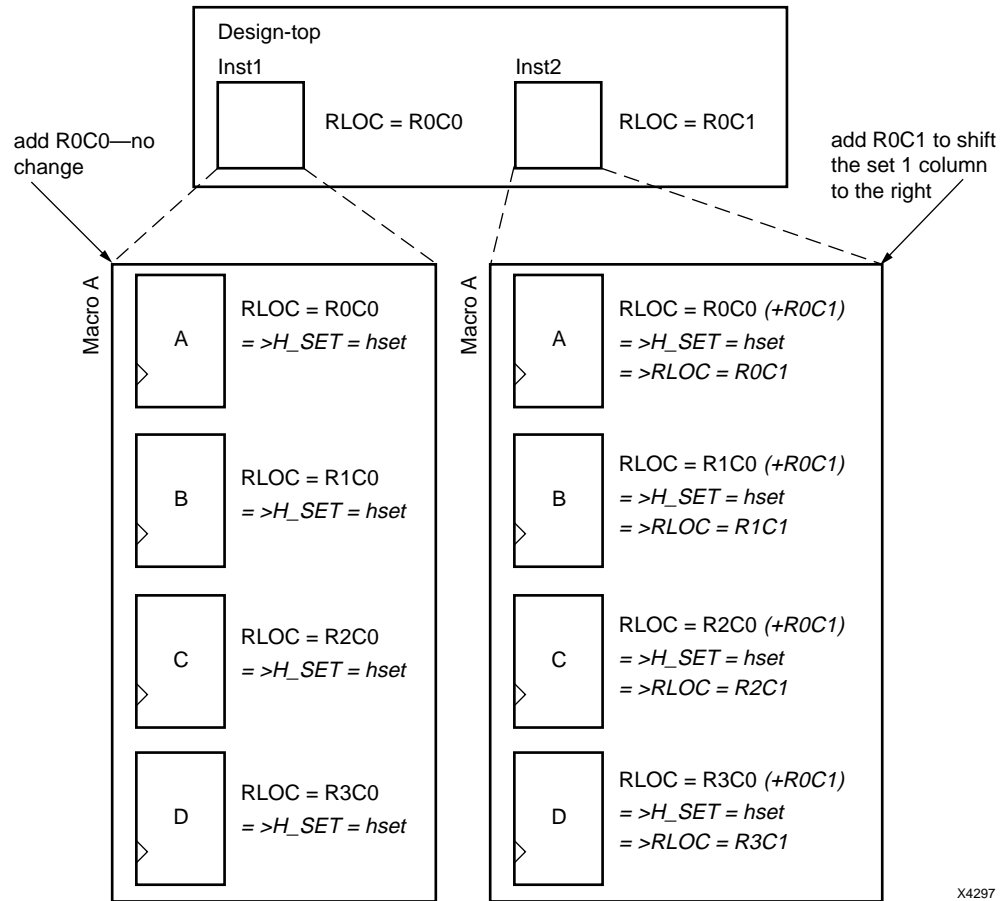 Design-top
Inst1
Inst2
RLOC = R0C0
RLOC = R0C1
add R0C0—no
change
add R0C1 to shift
the set 1 column
to the right
Macro A
A
RLOC = R0C0
= >H_SET = hset
B
RLOC = R1C0
= >H_SET = hset
C
RLOC = R2C0
= >H_SET = hset
D
RLOC = R3C0
= >H_SET = hset
Macro A
A
RLOC = R0C0 (+R0C1)
= >H_SET = hset
= >RLOC = R0C1
B
RLOC = R1C0 (+R0C1)
= >H_SET = hset
= >RLOC = R1C1
C
RLOC = R2C0 (+R0C1)
= >H_SET = hset
= >RLOC = R2C1
D
RLOC = R3C0 (+R0C1)
= >H_SET = hset
= >RLOC = R3C1
X4297